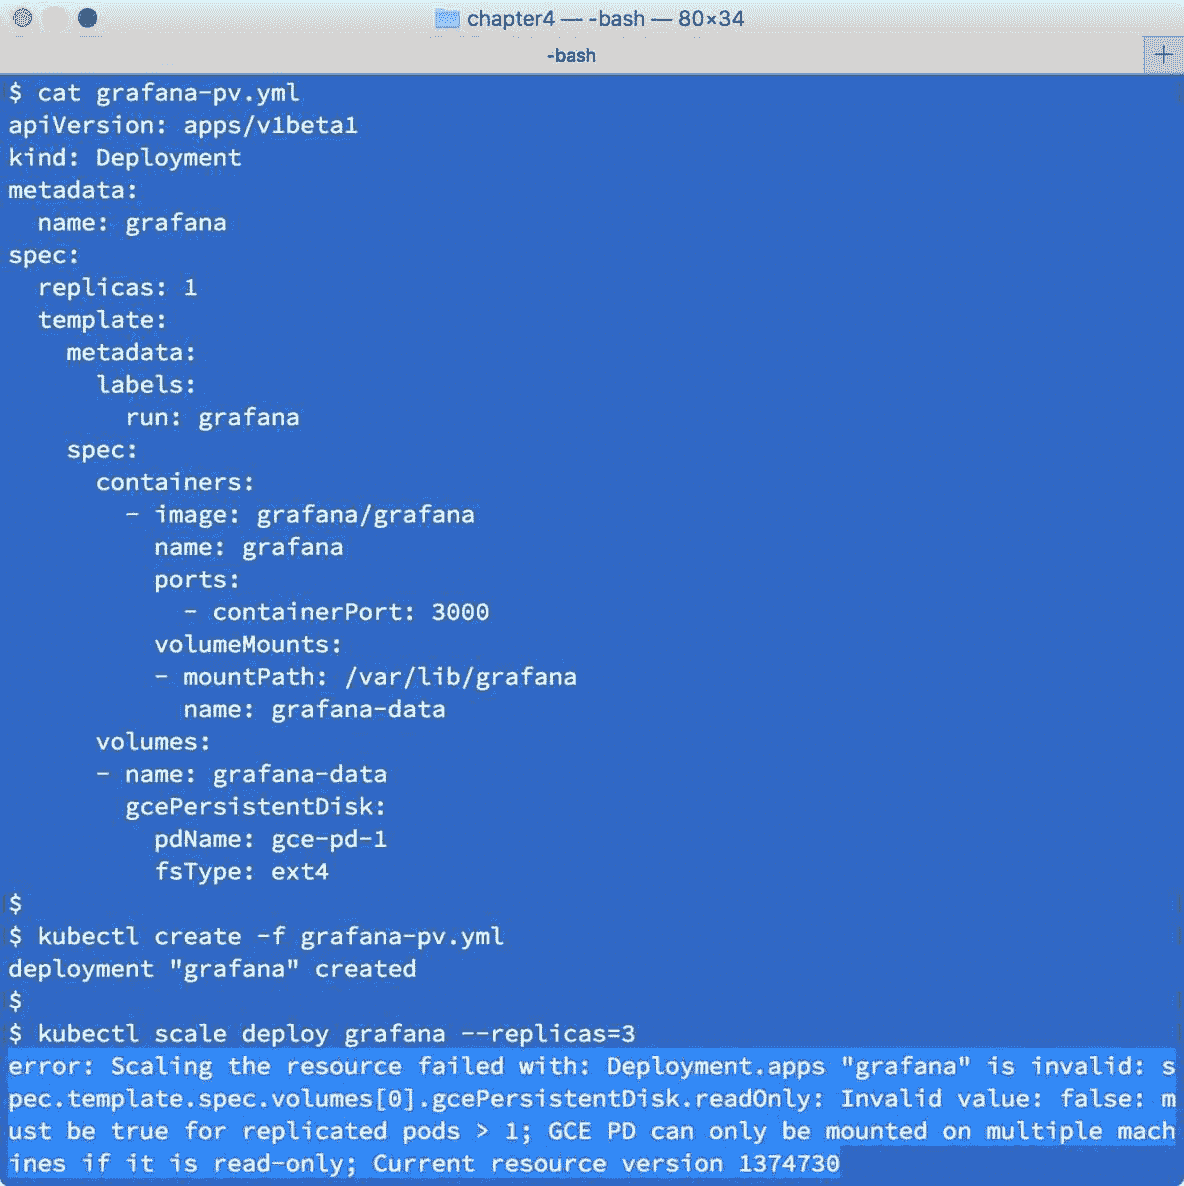 chapter4 — -bash — 80×34
-bash
+
$ cat grafana-pv.yml
apiVersion: apps/v1beta1
kind: Deployment
metadata:
  name: grafana
spec:
  replicas: 1
  template:
    metadata:
      labels:
        run: grafana
    spec:
      containers:
        - image: grafana/grafana
          name: grafana
          ports:
            - containerPort: 3000
          volumeMounts:
          - mountPath: /var/lib/grafana
            name: grafana-data
      volumes:
      - name: grafana-data
        gcePersistentDisk:
          pdName: gce-pd-1
          fsType: ext4
$
$ kubectl create -f grafana-pv.yml
deployment "grafana" created
$
$ kubectl scale deploy grafana --replicas=3
error: Scaling the resource failed with: Deployment.apps "grafana" is invalid: s
pec.template.spec.volumes[0].gcePersistentDisk.readOnly: Invalid value: false: m
ust be true for replicated pods > 1; GCE PD can only be mounted on multiple mach
ines if it is read-only; Current resource version 1374730